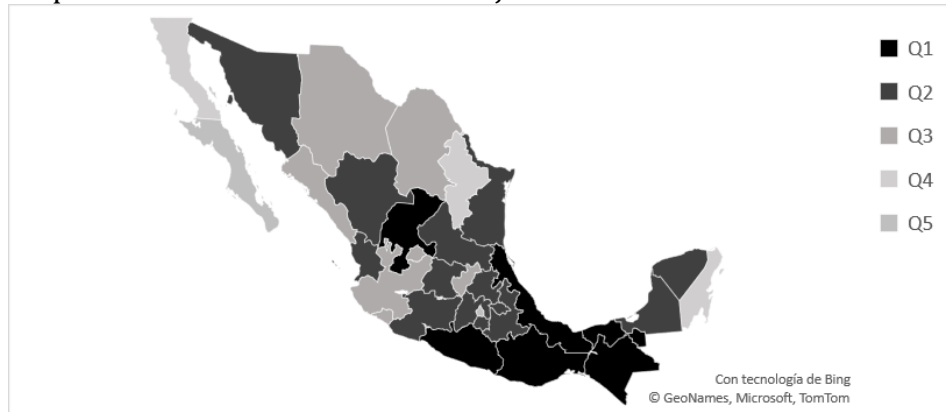 Q1
Q2
Q3
Q4
Q5
Con tecnología de Bing
© GeoNames, Microsoft, TomTom